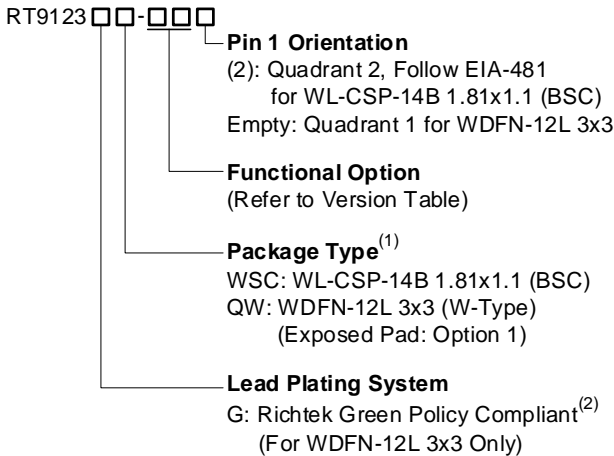 RT9123□□-□□□
Pin 1 Orientation
(2): Quadrant 2, Follow EIA-481
for WL-CSP-14B 1.81x1.1 (BSC)
Empty: Quadrant 1 for WDFN-12L 3x3
Functional Option
(Refer to Version Table)
Package Type(1)
WSC: WL-CSP-14B 1.81x1.1 (BSC)
QW: WDFN-12L 3x3 (W-Type)
(Exposed Pad: Option 1)
Lead Plating System
G: Richtek Green Policy Compliant(2)
(For WDFN-12L 3x3 Only)